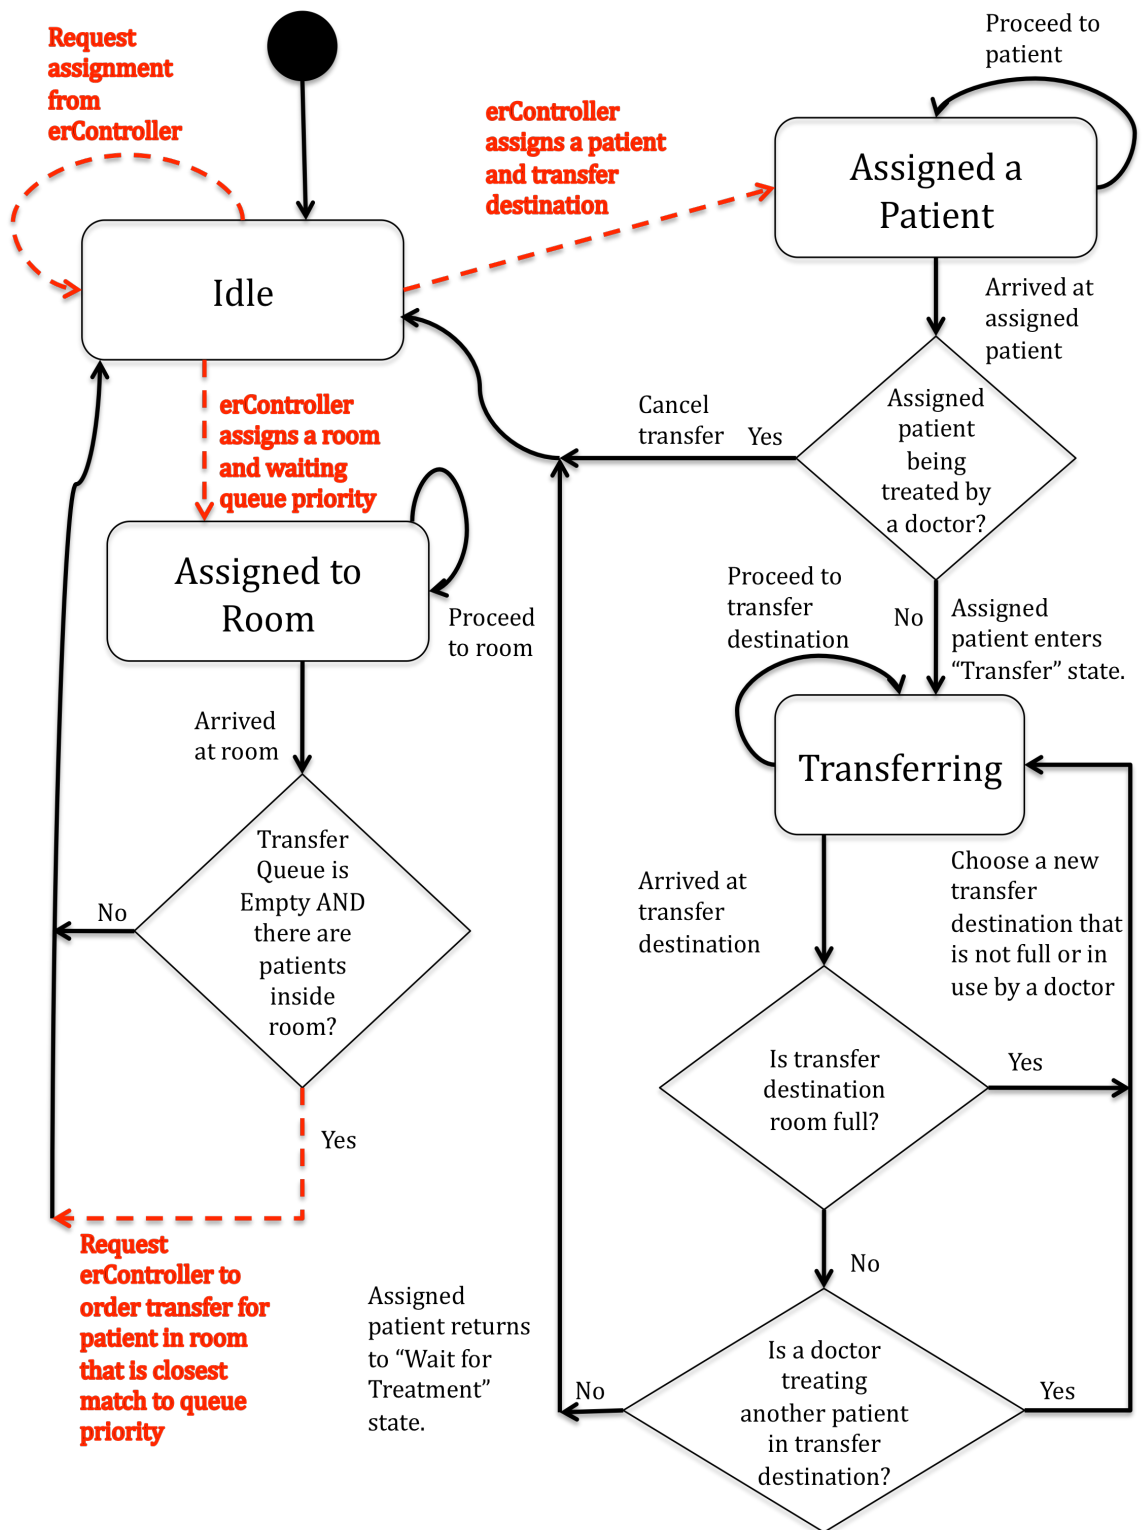 Request
assignment
from
erController
Proceed to
patient
erController
assigns a patient
and transfer
destination
Assigned a
Patient
Idle
Arrived at
assigned
patient
erController
assigns a room
and waiting
queue priority
Cancel
transfer
Yes
Assigned
patient
being
treated by
a doctor?
Assigned to
Room
Proceed
to room
Proceed to
transfer
destination
No
Assigned
patient enters
“Transfer” state.
Arrived
at room
Transferring
Transfer
Queue is
Empty AND
there are
patients
inside
room?
No
Arrived at
transfer
destination
Choose a new
transfer
destination that
is not full or in
use by a doctor
Is transfer
destination
room full?
Yes
Yes
No
Request
erController to
order transfer for
patient in room
that is closest
match to queue
priority
Assigned
patient returns
to “Wait for
Treatment”
state.
No
Is a doctor
treating
another patient
in transfer
destination?
Yes